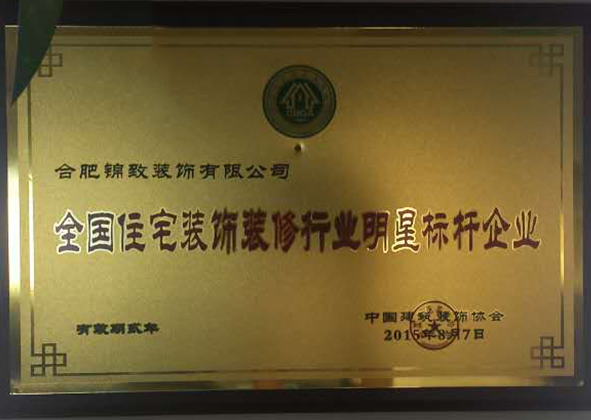 合肥锦致装饰有限公司
全国住宅装饰装修行业明星标杆企业
有效期贰年
中国建筑装饰协会
2015年8月7日